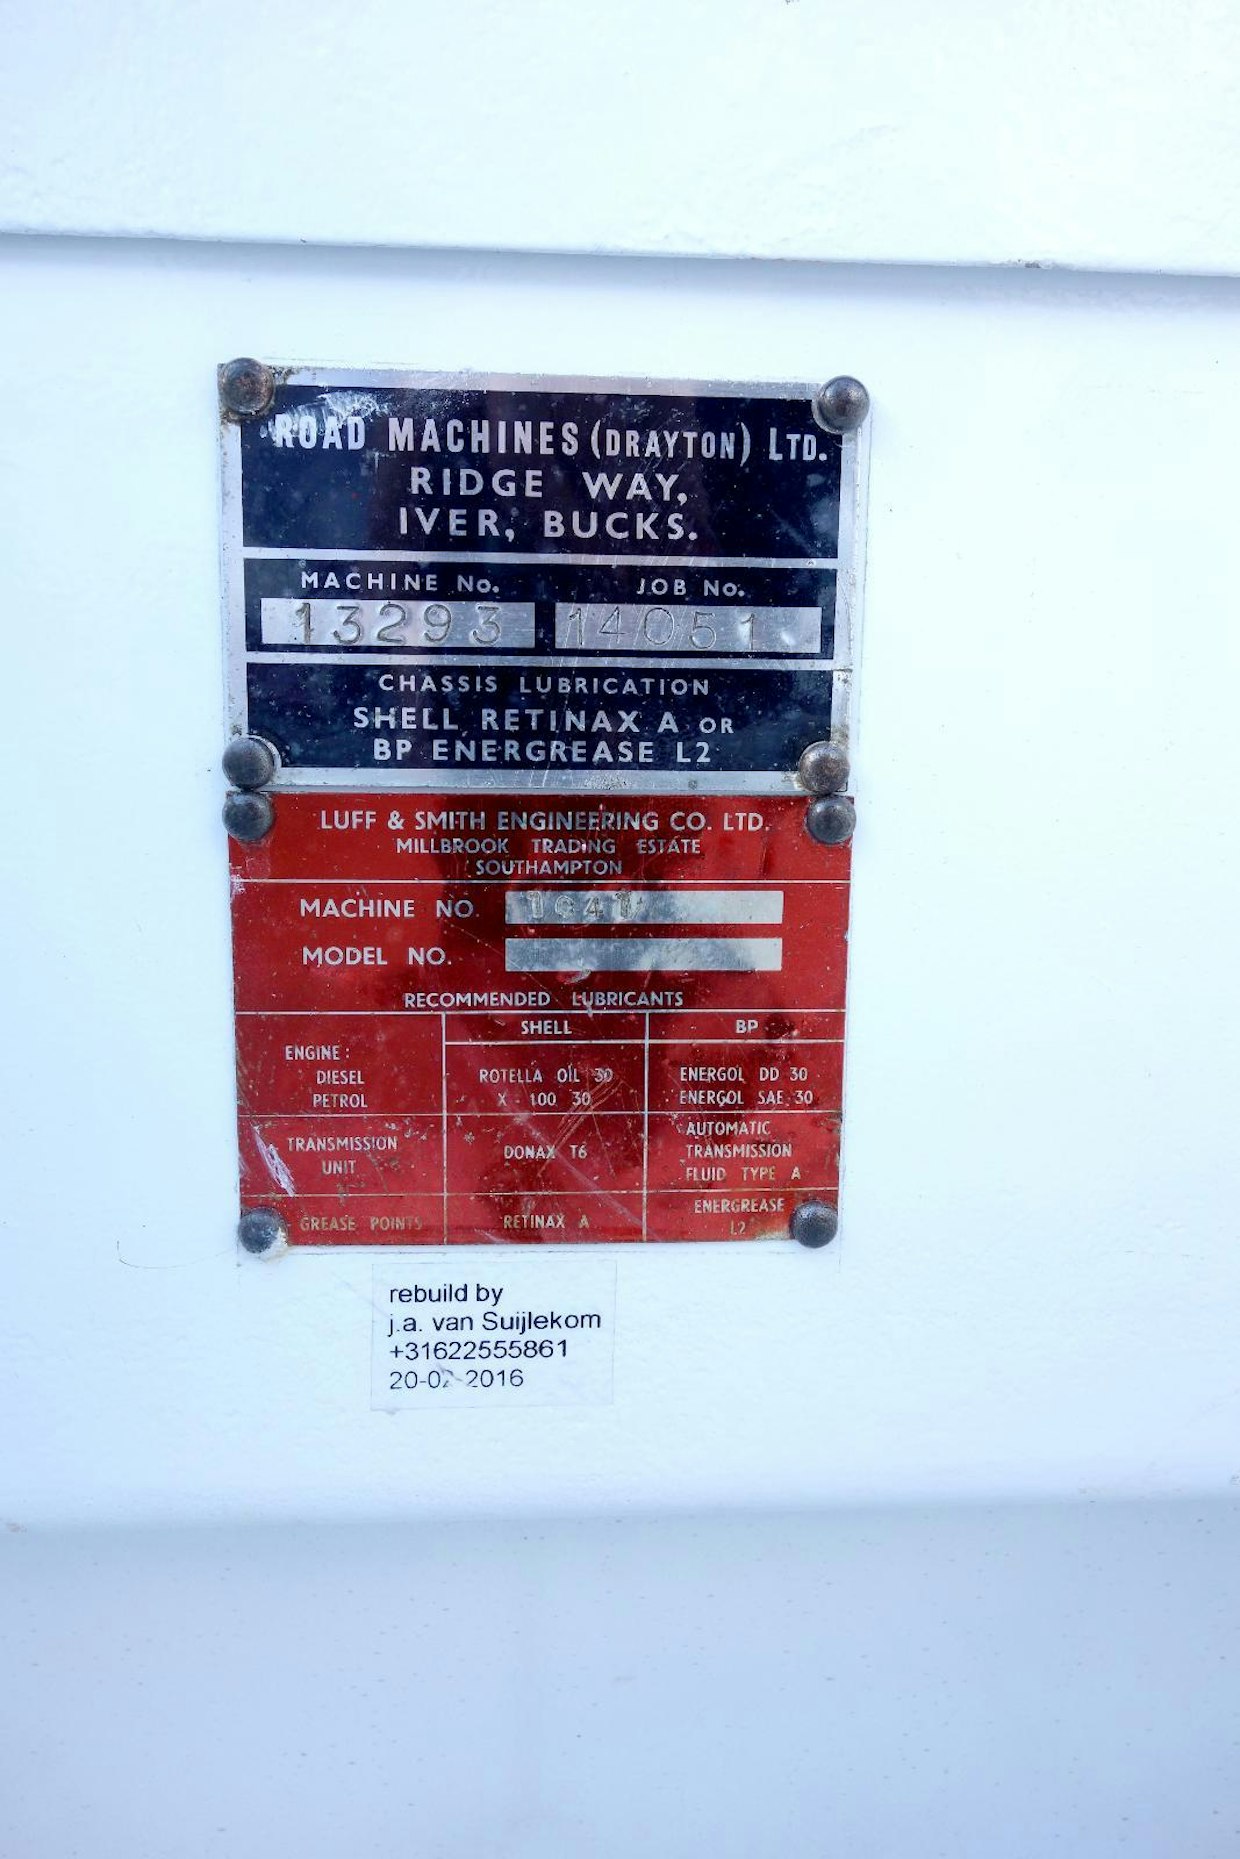 ROAD MACHINES (DRAYTON) LTD.
RIDGE WAY,
IVER, BUCKS.
MACHINE No. JOB No.
13293 14051
CHASSIS LUBRICATION
SHELL RETINAX A OR
BP ENERGREASE L2
LUFF & SMITH ENGINEERING CO. LTD.
MILLBROOK TRADING ESTATE
SOUTHAMPTON
MACHINE NO.
MODEL NO.
RECOMMENDED LUBRICANTS
SHELL BP
ENGINE:
DIESEL ROTELLA OIL 30 ENERGOL DD 30
PETROL X-100 30 ENERGOL SAE 30
TRANSMISSION UNIT DONAX T6 AUTOMATIC TRANSMISSION FLUID TYPE A
GREASE POINTS RETINAX A ENERGREASE L2
rebuild by
j.a. van Suijlekom
+31622555861